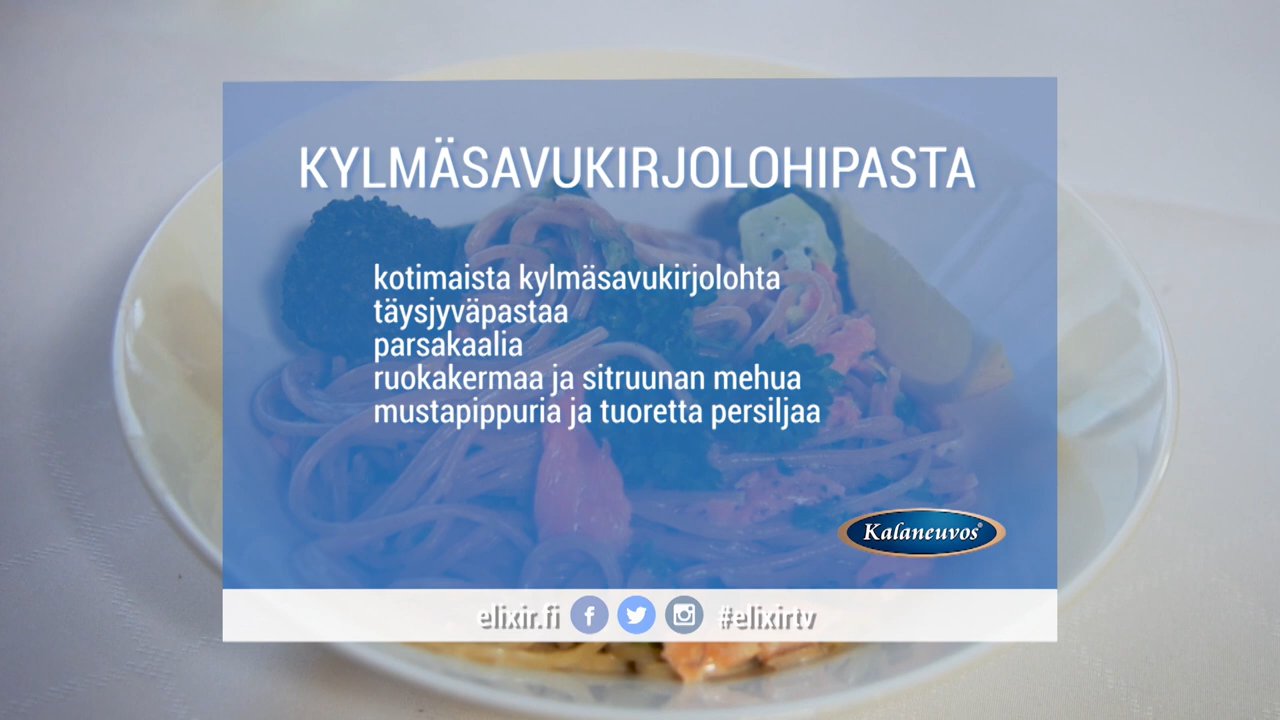 KYLMÄSAVUKIRJOLOHIPASTA
kotimaista kylmäsavukirjolohta
täysjyväpastaa
parsakaalia
ruokakermaa ja sitruunan mehua
mustapippuria ja tuoretta persiljaa
Kalaneuvos®
elixir.fi #elixirtv